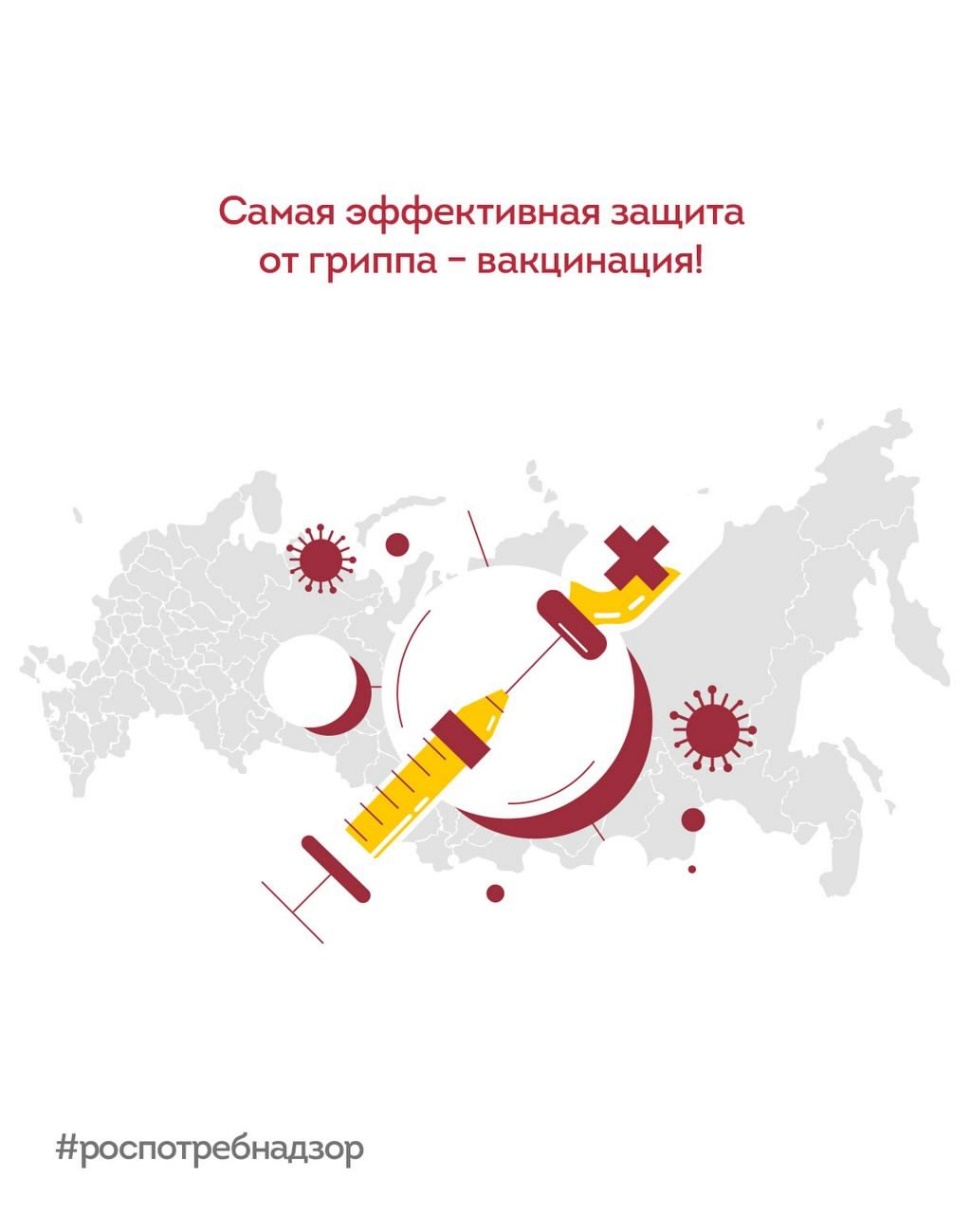 Самая эффективная защита
от гриппа – вакцинация!
#роспотребнадзор